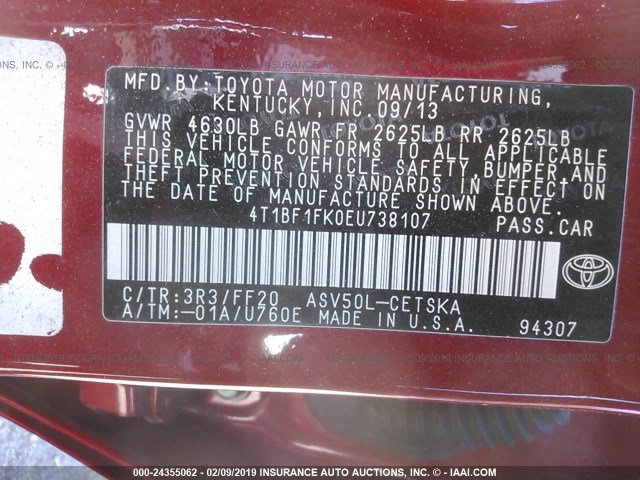 MFD.BY:TOYOTA MOTOR MANUFACTURING,
KENTUCKY,INC.09/13
GVWR 4630LB GAWR FR 2625LB RR 2625LB
THIS VEHICLE CONFORMS TO ALL APPLICABLE
FEDERAL MOTOR VEHICLE SAFETY,BUMPER,AND
THEFT PREVENTION STANDARDS IN EFFECT ON
THE DATE OF MANUFACTURE SHOWN ABOVE.
4T1BF1FK0EU738107 PASS.CAR
C/TR:3R3/FF20 ASV50L-CETSKA
A/TM:-01A/U760E MADE IN U.S.A.
94307
TOYOTA
000-24355062 - 02/09/2019 INSURANCE AUTO AUCTIONS, INC. - IAAI.COM